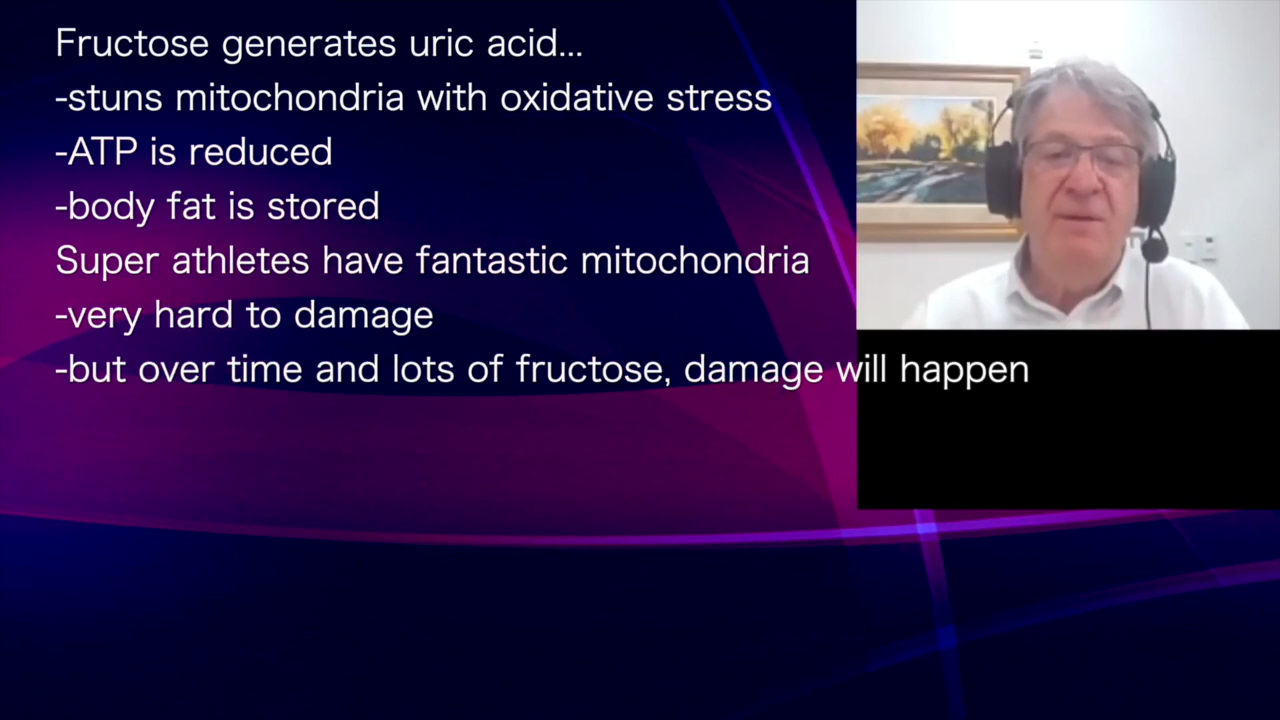 Fructose generates uric acid...
-stuns mitochondria with oxidative stress
-ATP is reduced
-body fat is stored
Super athletes have fantastic mitochondria
-very hard to damage
-but over time and lots of fructose, damage will happen